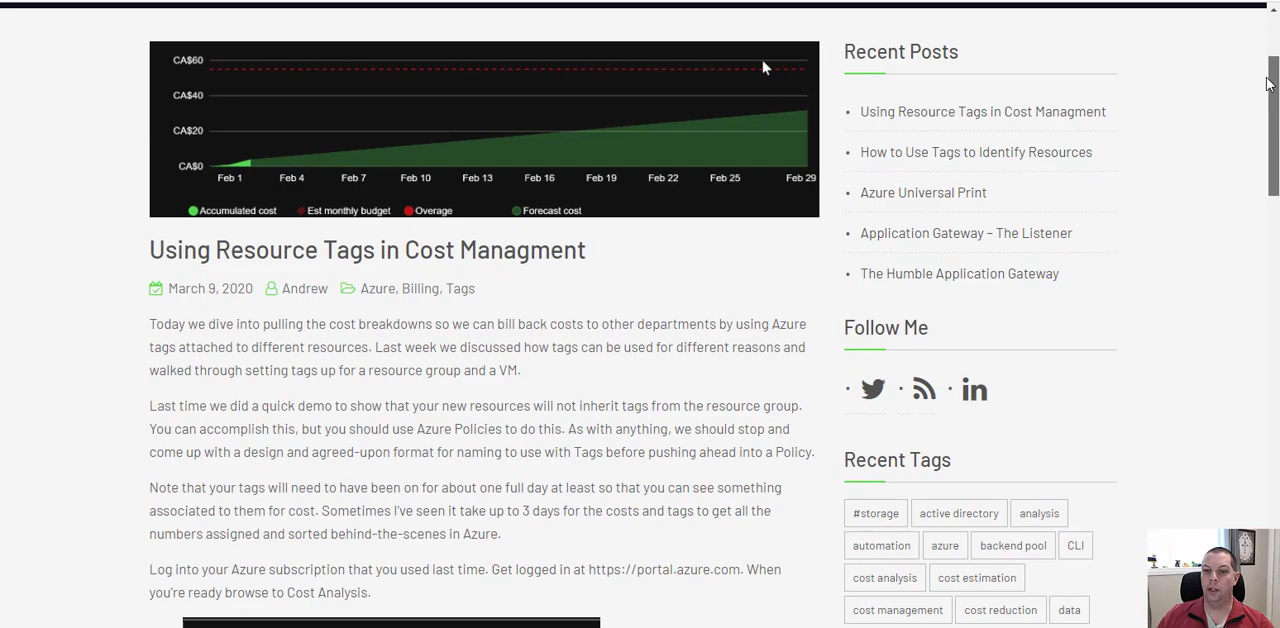 CA$60
CA$40
CA$20
CA$0
Feb 1 Feb 4 Feb 7 Feb 10 Feb 13 Feb 16 Feb 19 Feb 22 Feb 25 Feb 29
Accumulated cost Est monthly budget Overage Forecast cost
Using Resource Tags in Cost Managment
March 9, 2020 Andrew Azure, Billing, Tags
Today we dive into pulling the cost breakdowns so we can bill back costs to other departments by using Azure
tags attached to different resources. Last week we discussed how tags can be used for different reasons and
walked through setting tags up for a resource group and a VM.
Last time we did a quick demo to show that your new resources will not inherit tags from the resource group.
You can accomplish this, but you should use Azure Policies to do this. As with anything, we should stop and
come up with a design and agreed-upon format for naming to use with Tags before pushing ahead into a Policy.
Note that your tags will need to have been on for about one full day at least so that you can see something
associated to them for cost. Sometimes I've seen it take up to 3 days for the costs and tags to get all the
numbers assigned and sorted behind-the-scenes in Azure.
Log into your Azure subscription that you used last time. Get logged in at https://portal.azure.com. When
you're ready browse to Cost Analysis.
Recent Posts
Using Resource Tags in Cost Managment
How to Use Tags to Identify Resources
Azure Universal Print
Application Gateway – The Listener
The Humble Application Gateway
Follow Me
in
Recent Tags
#storage active directory analysis
automation azure backend pool CLI
cost analysis cost estimation
cost management cost reduction data